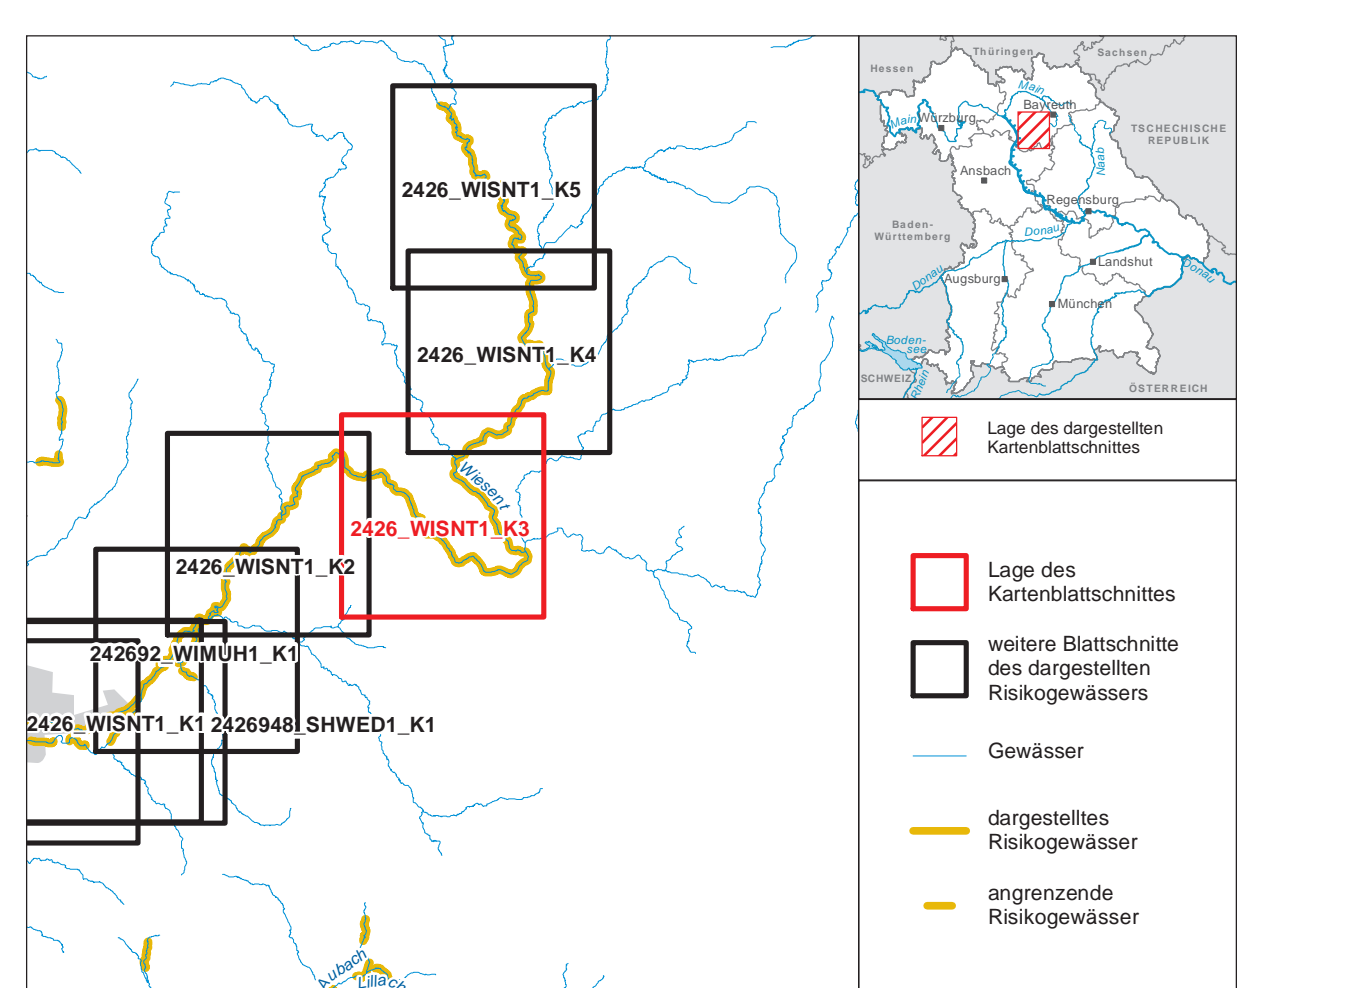 2426_WISNT1_K5
2426_WISNT1_K4
Wiesent
2426_WISNT1_K3
2426_WISNT1_K2
242692_WIMUH1_K1
2426_WISNT1_K1
2426948_SHWED1_K1
Aubach
Lillach
Thüringen
Sachsen
Hessen
Main
Bayreuth
Main
Würzburg
TSCHECHISCHE
REPUBLIK
Naab
Ansbach
Regensburg
Baden-
Württemberg
Donau
Landshut
Donau
Donau
Augsburg
München
Boden-
see
SCHWEIZ
Rhein
ÖSTERREICH
Lage des dargestellten
Kartenblattschnittes
Lage des
Kartenblattschnittes
weitere Blattschnitte
des dargestellten
Risikogewässers
Gewässer
dargestelltes
Risikogewässer
angrenzende
Risikogewässer